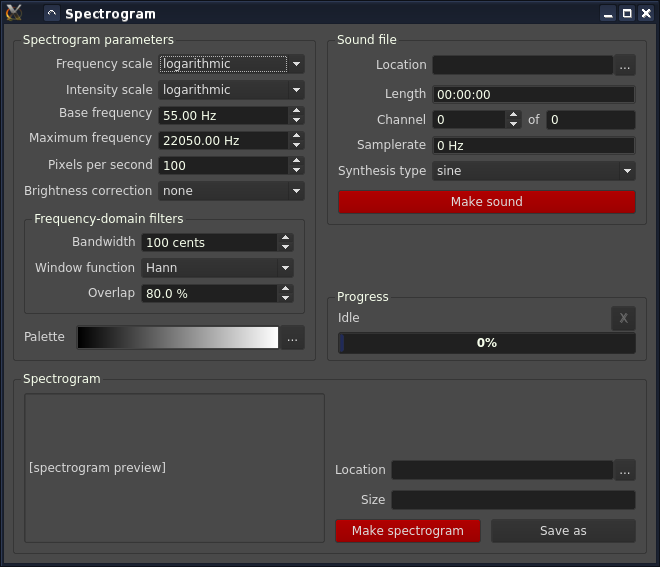 Spectrogram
Spectrogram parameters
Frequency scale logarithmic
Intensity scale logarithmic
Base frequency 55.00 Hz
Maximum frequency 22050.00 Hz
Pixels per second 100
Brightness correction none
Frequency-domain filters
Bandwidth 100 cents
Window function Hann
Overlap 80.0 %
Palette ...
Sound file
Location ...
Length 00:00:00
Channel 0 of 0
Samplerate 0 Hz
Synthesis type sine
Make sound
Progress
Idle X
0%
Spectrogram
[spectrogram preview]
Location ...
Size
Make spectrogram Save as